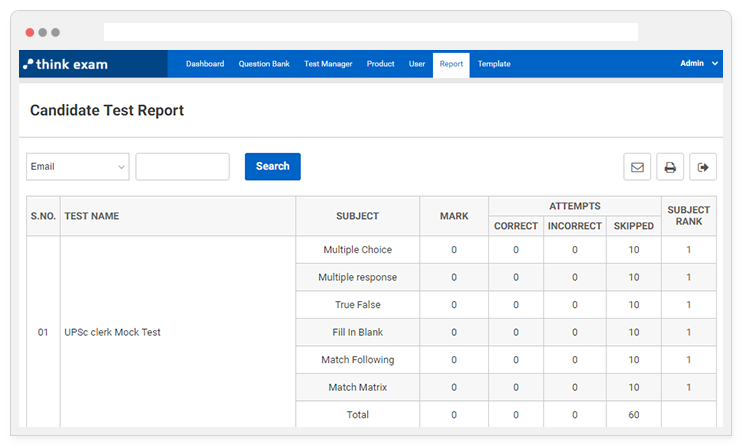 think exam
Dashboard Question Bank Test Manager Product User Report Template Admin
Candidate Test Report
Email Search
S.NO. TEST NAME SUBJECT MARK ATTEMPTS SUBJECT RANK
CORRECT INCORRECT SKIPPED
Multiple Choice 0 0 0 10 1
Multiple response 0 0 0 10 1
True False 0 0 0 10 1
01 UPSc clerk Mock Test Fill In Blank 0 0 0 10 1
Match Following 0 0 0 10 1
Match Matrix 0 0 0 10 1
Total 0 0 0 60